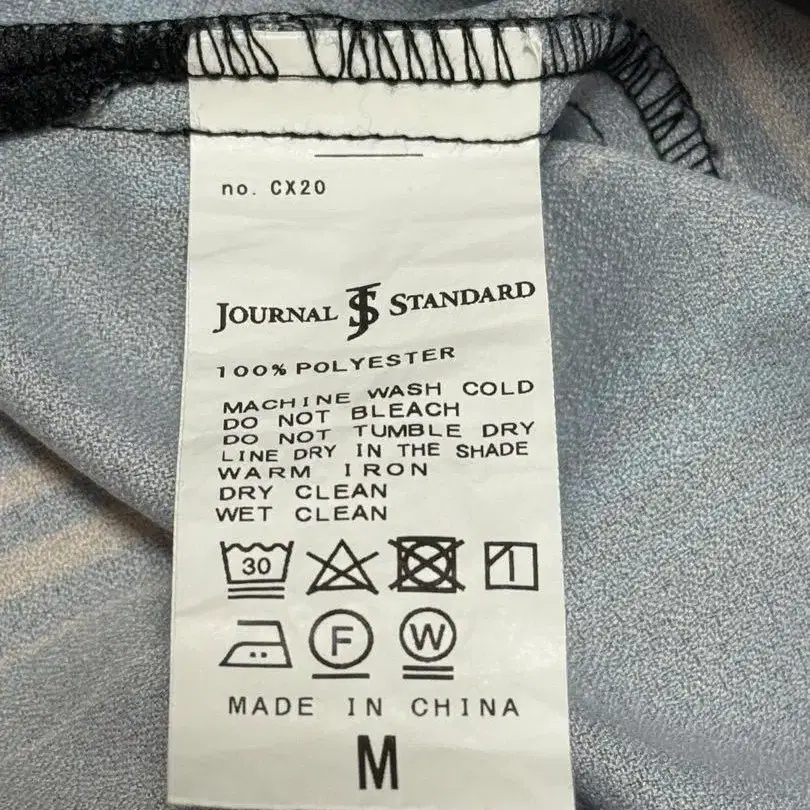 no. CX20
JOURNAL JS STANDARD
100% POLYESTER
MACHINE WASH COLD
DO NOT BLEACH
DO NOT TUMBLE DRY
LINE DRY IN THE SHADE
WARM IRON
DRY CLEAN
WET CLEAN
30
F W
MADE IN CHINA
M